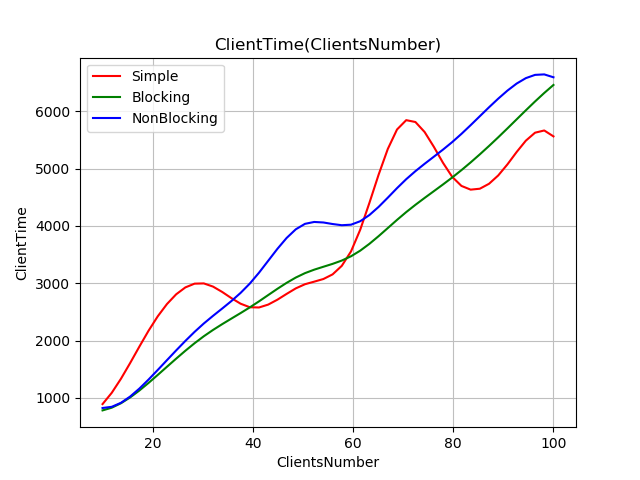 ClientTime(ClientsNumber)
Simple
Blocking
NonBlocking
ClientTime
6000
5000
4000
3000
2000
1000
20 40 60 80 100
ClientsNumber